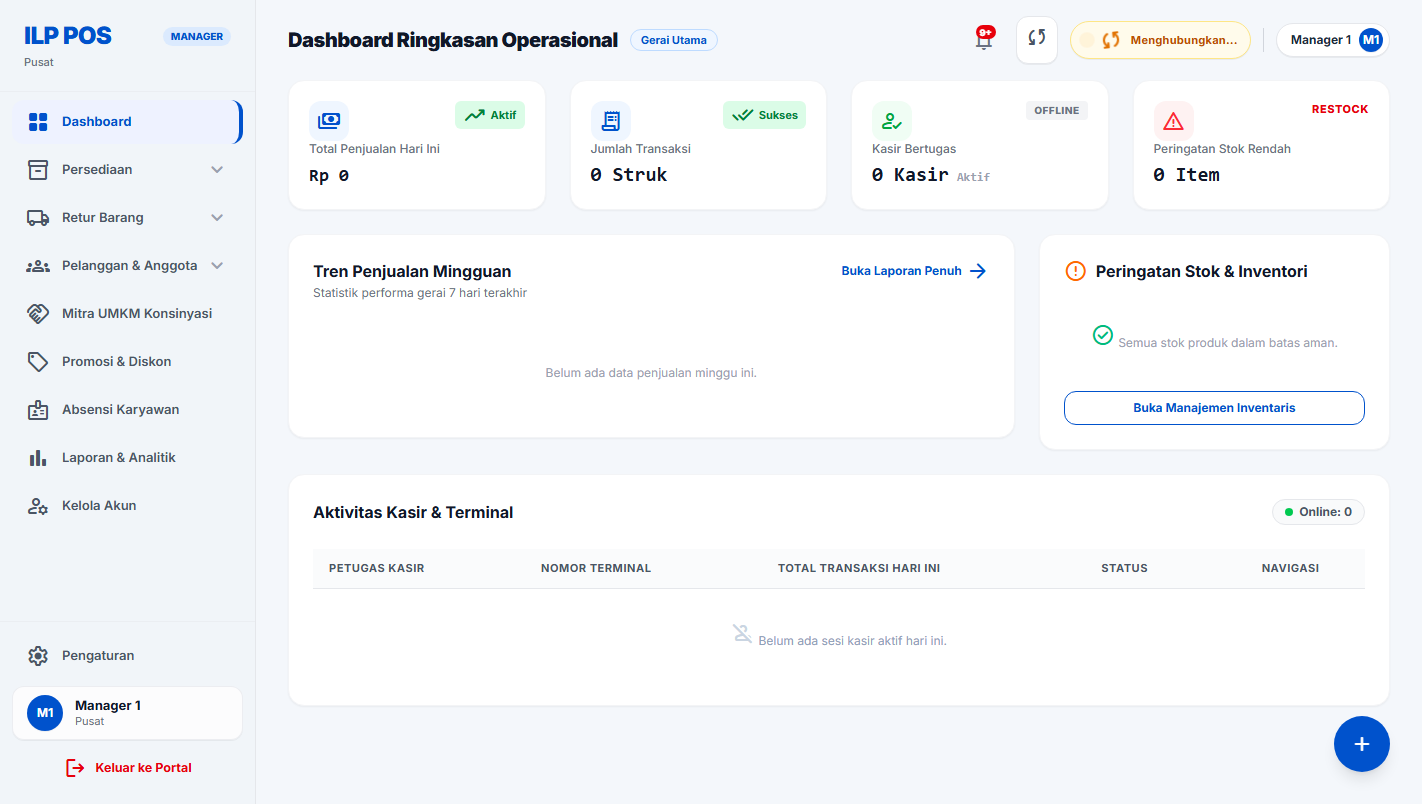 ILP POS
MANAGER
Pusat
Dashboard
Persediaan
Retur Barang
Pelanggan & Anggota
Mitra UMKM Konsinyasi
Promosi & Diskon
Absensi Karyawan
Laporan & Analitik
Kelola Akun
Pengaturan
M1
Manager 1
Pusat
Keluar ke Portal
Dashboard Ringkasan Operasional
Gerai Utama
9+
Menghubungkan...
Manager 1
M1
Aktif
Total Penjualan Hari Ini
Rp 0
Sukses
Jumlah Transaksi
0 Struk
OFFLINE
Kasir Bertugas
0 Kasir Aktif
RESTOCK
Peringatan Stok Rendah
0 Item
Tren Penjualan Mingguan
Statistik performa gerai 7 hari terakhir
Buka Laporan Penuh
Belum ada data penjualan minggu ini.
Peringatan Stok & Inventori
Semua stok produk dalam batas aman.
Buka Manajemen Inventaris
Aktivitas Kasir & Terminal
Online: 0
PETUGAS KASIR NOMOR TERMINAL TOTAL TRANSAKSI HARI INI STATUS NAVIGASI
Belum ada sesi kasir aktif hari ini.
+